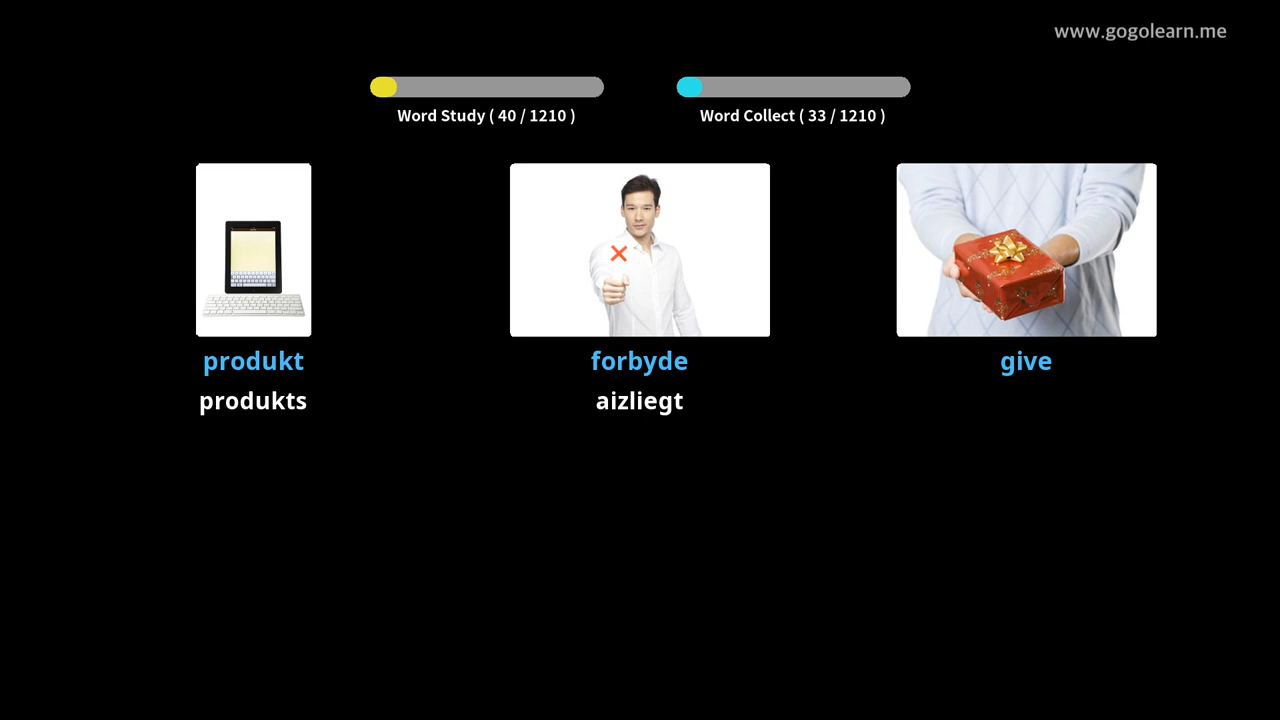 www.gogolearn.me
Word Study ( 40 / 1210 )
Word Collect ( 33 / 1210 )
produkt
forbyde
give
produkts
aizliegt